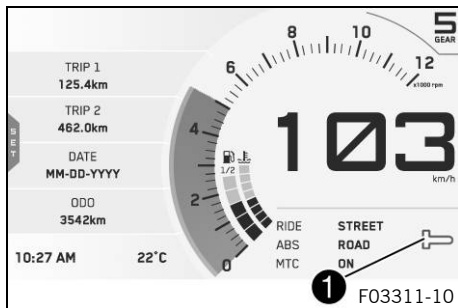 5
GEAR
8 10
6 12
x1000 rpm
TRIP 1
125.4km
TRIP 2
462.0km
4
SET
1/2
103
km/h
DATE
MM-DD-YYYY
2
ODO
3542km
RIDE STREET
ABS ROAD
MTC ON
10:27 AM 22°C
0
1
F03311-10